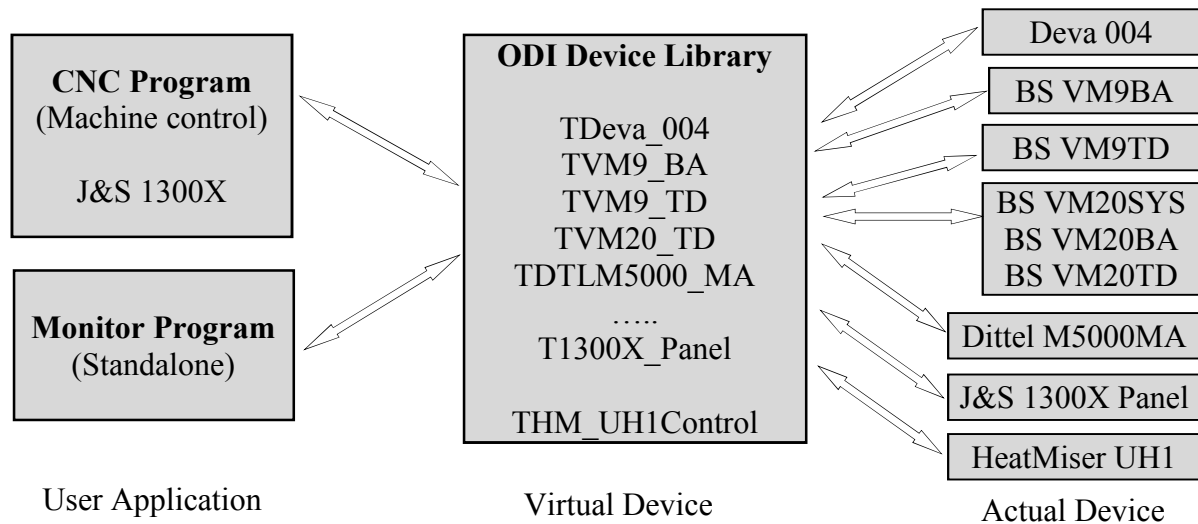 CNC Program
(Machine control)
J&S 1300X
Monitor Program
(Standalone)
User Application
ODI Device Library
TDeva_004
TVM9_BA
TVM9_TD
TVM20_TD
TDTLM5000_MA
…..
T1300X_Panel
THM_UH1Control
Virtual Device
Deva 004
BS VM9BA
BS VM9TD
BS VM20SYS
BS VM20BA
BS VM20TD
Dittel M5000MA
J&S 1300X Panel
HeatMiser UH1
Actual Device